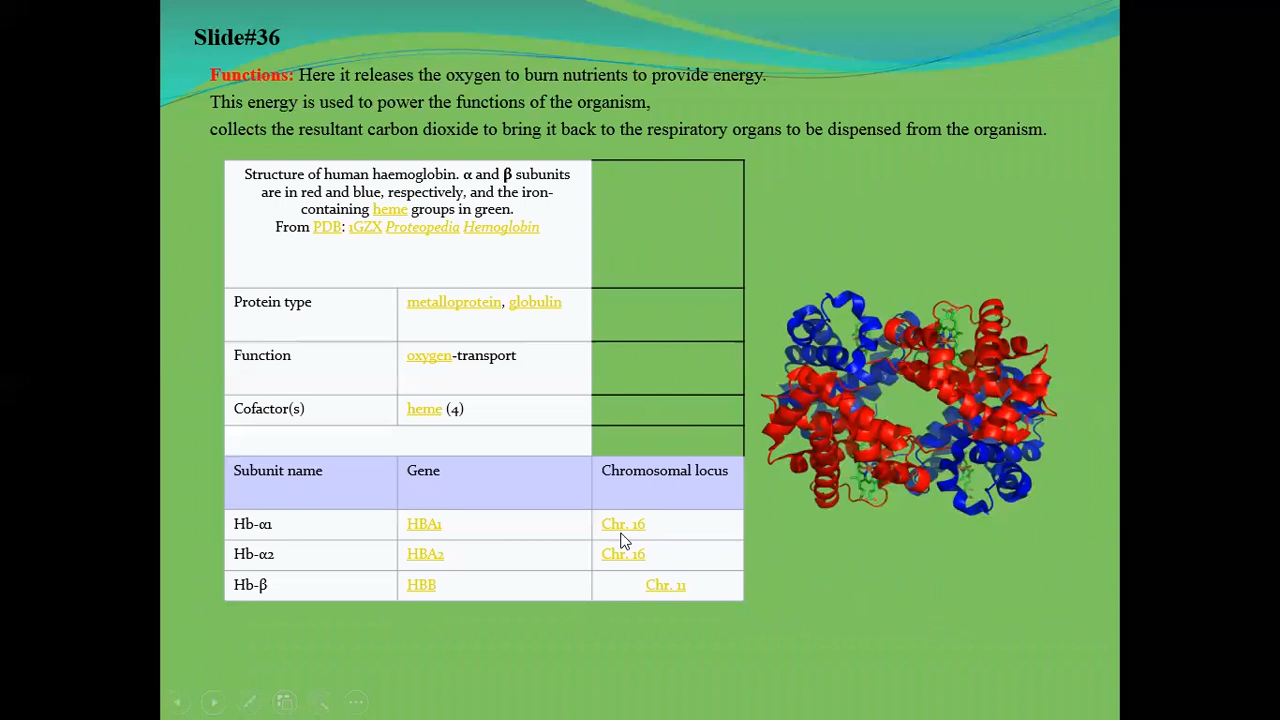 Slide#36
Functions: Here it releases the oxygen to burn nutrients to provide energy.
This energy is used to power the functions of the organism,
collects the resultant carbon dioxide to bring it back to the respiratory organs to be dispensed from the organism.
Structure of human haemoglobin. α and β subunits
are in red and blue, respectively, and the iron-
containing heme groups in green.
From PDB: 1GZX Proteopedia Hemoglobin
Protein type metalloprotein, globulin
Function oxygen-transport
Cofactor(s) heme (4)
Subunit name Gene Chromosomal locus
Hb-α1 HBA1 Chr. 16
Hb-α2 HBA2 Chr. 16
Hb-β HBB Chr. 11